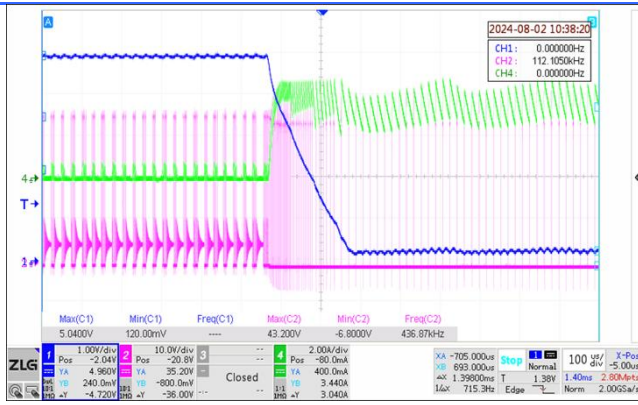 A
2024-08-02 10:38:20
CH1: 0.000000Hz
CH2: 112.1050kHz
CH4: 0.000000Hz
4
T
Max(C1) Min(C1) Freq(C1) Max(C2) Min(C2) Freq(C2)
5.0400V 120.00mV ---- 43.200V -6.8000V 436.87kHz
ZLG
1 1.00V/div
Pos -2.04V
YA 4.960V
YB 240.0mV
▵Y -4.720V
2 10.0V/div
Pos -20.8V
YA 35.20V
YB -800.0mV
▵Y -36.00V
3 --
--
Closed
4 2.00A/div
Pos -80.0mA
YA 400.0mA
YB 3.440A
▵Y 3.040A
XA -705.000us
XB 693.000us
▵X 1.39800ms
1/▵X 715.3Hz
Stop
1
Normal
T 1.38V
Edge
100 us/div
X-Pos
-5.00us
1.40ms 2.80Mpts
Norm 2.00GSa/s